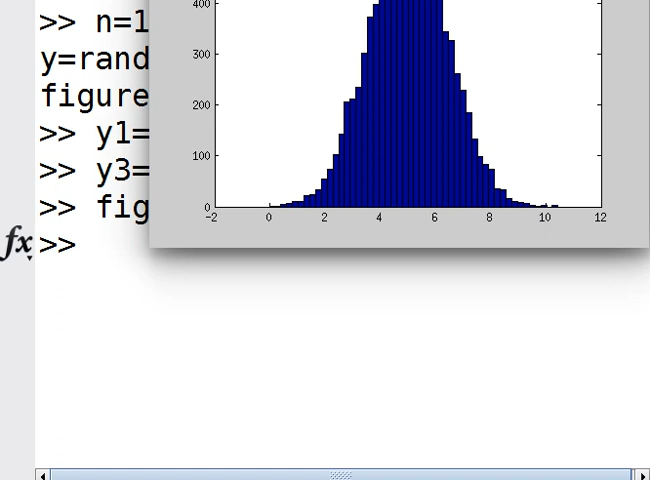 >> n=1
y=rand
figure
>> y1=
>> y3=
>> fig
fx >>
400
300
200
100
0
-2 0 2 4 6 8 10 12